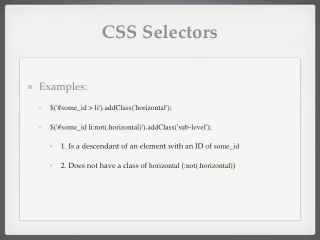 CSS Selectors
Examples:
$('#some_id > li').addClass('horizontal');
$('#some_id li:not(.horizontal)').addClass('sub-level');
1. Is a descendant of an element with an ID of some_id
2. Does not have a class of horizontal (:not(.horizontal))